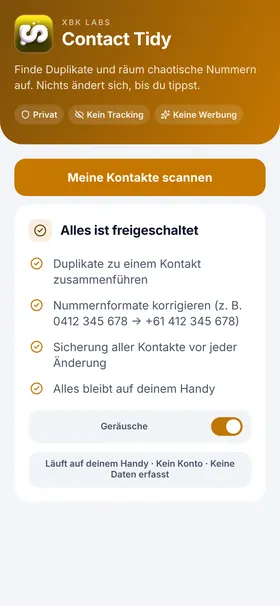 XBK LABS
Contact Tidy
Finde Duplikate und räum chaotische Nummern
auf. Nichts ändert sich, bis du tippst.
Privat
Kein Tracking
Keine Werbung
Meine Kontakte scannen
Alles ist freigeschaltet
Duplikate zu einem Kontakt
zusammenführen
Nummernformate korrigieren (z. B.
0412 345 678 → +61 412 345 678)
Sicherung aller Kontakte vor jeder
Änderung
Alles bleibt auf deinem Handy
Geräusche
Läuft auf deinem Handy · Kein Konto · Keine
Daten erfasst